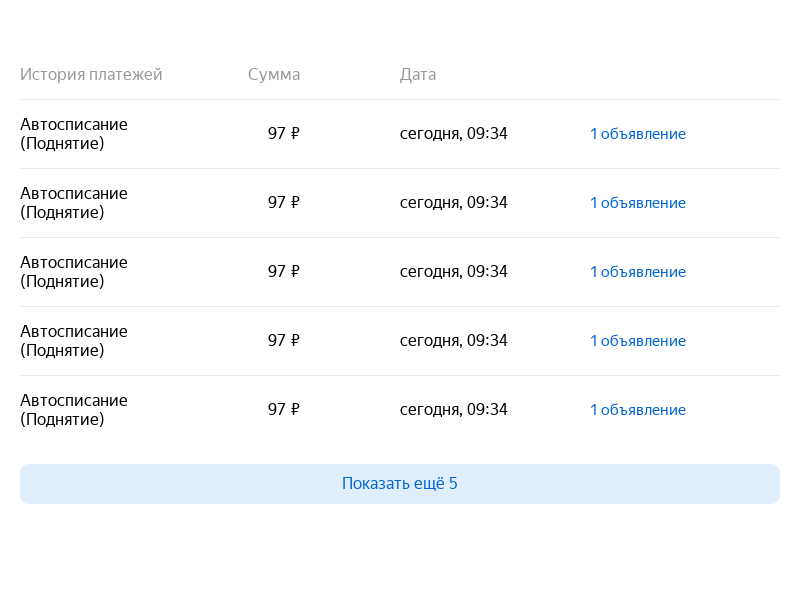 История платежей Сумма Дата
Автосписание
(Поднятие) 97 ₽ сегодня, 09:34 1 объявление
Автосписание
(Поднятие) 97 ₽ сегодня, 09:34 1 объявление
Автосписание
(Поднятие) 97 ₽ сегодня, 09:34 1 объявление
Автосписание
(Поднятие) 97 ₽ сегодня, 09:34 1 объявление
Автосписание
(Поднятие) 97 ₽ сегодня, 09:34 1 объявление
Показать ещё 5